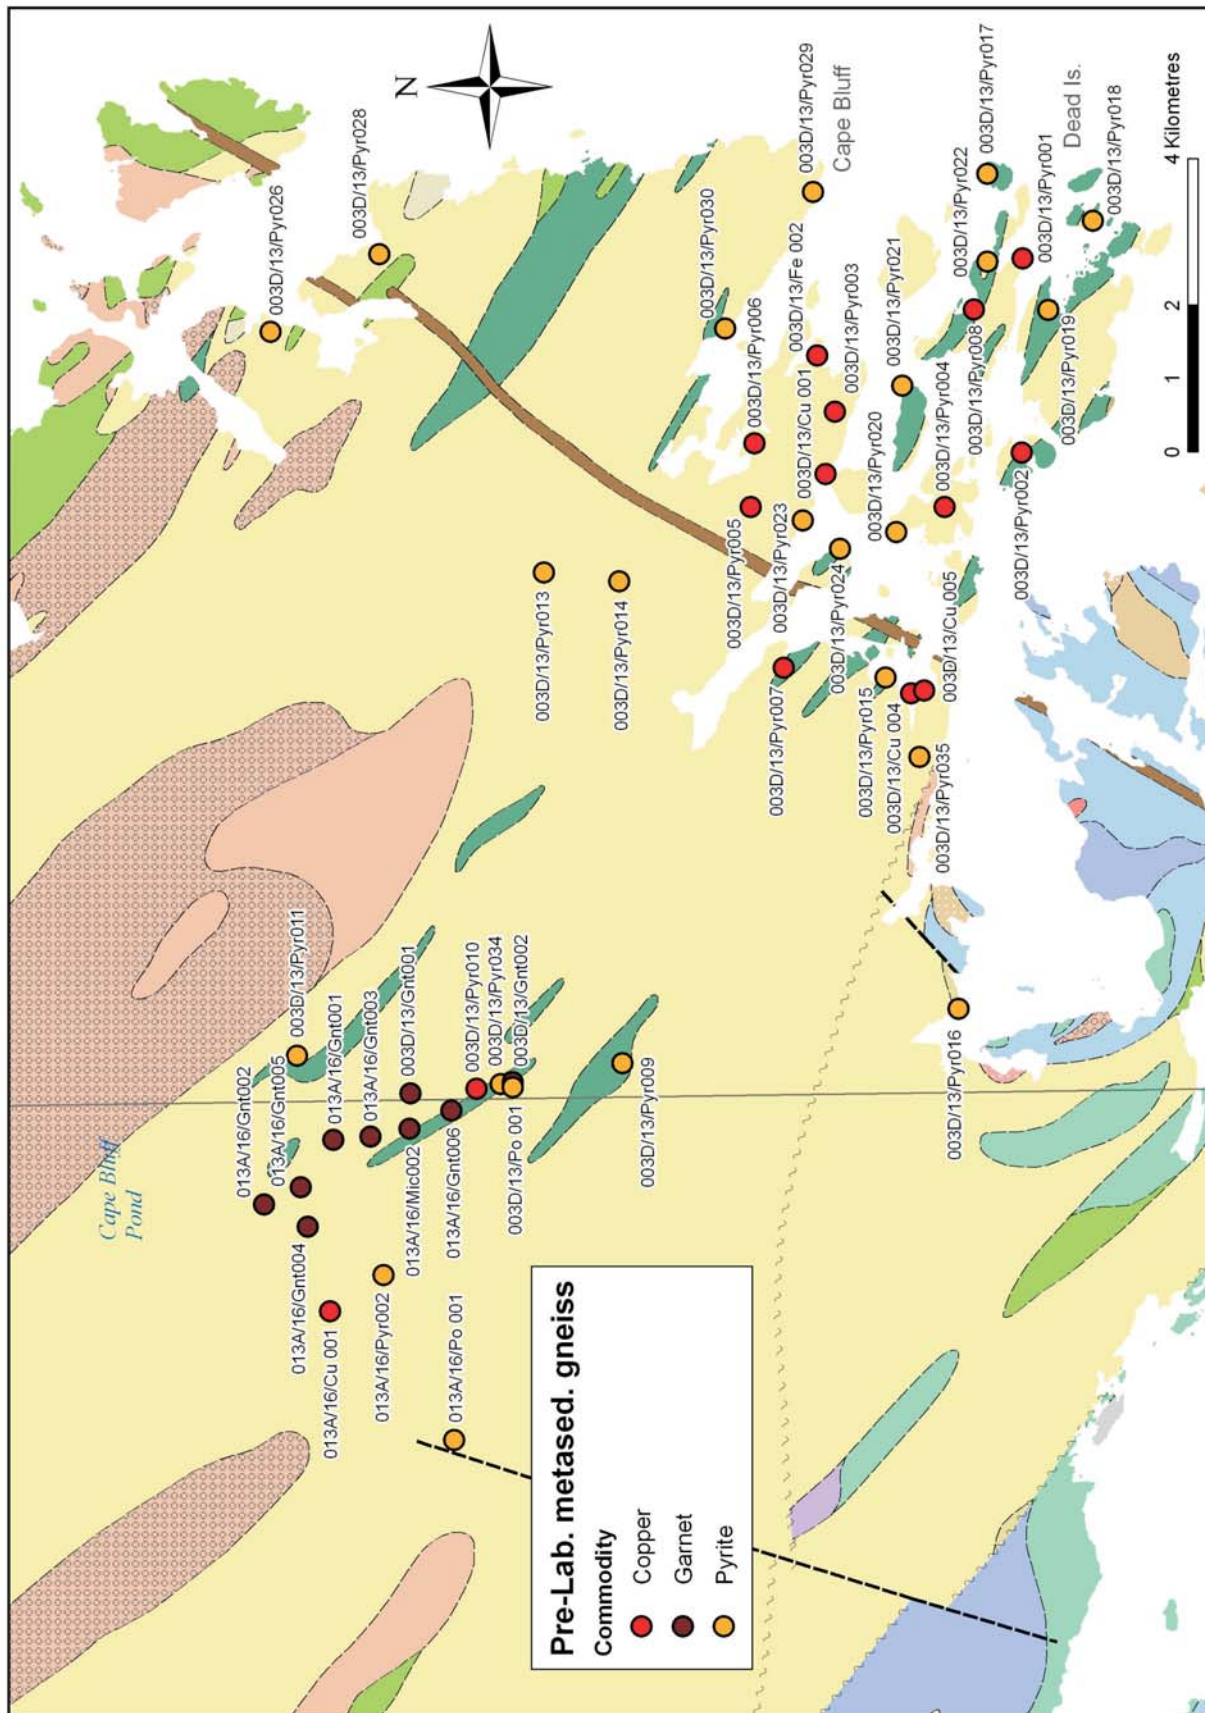 N
003D/13/Pyr026
003D/13/Pyr028
003D/13/Pyr029
Cape Bluff
003D/13/Pyr030
003D/13/Pyr006
003D/13/Fe 002
003D/13/Pyr003
003D/13/Cu 001
003D/13/Pyr005
003D/13/Pyr023
003D/13/Pyr024
003D/13/Pyr020
003D/13/Pyr021
003D/13/Pyr004
003D/13/Pyr008
003D/13/Pyr022
003D/13/Pyr017
003D/13/Pyr001
Dead Is.
003D/13/Pyr018
003D/13/Pyr019
003D/13/Pyr002
003D/13/Pyr013
003D/13/Pyr014
003D/13/Pyr007
003D/13/Pyr015
003D/13/Cu 004
003D/13/Cu 005
003D/13/Pyr035
003D/13/Pyr016
Cape Bluff
Pond
013A/16/Gnt002
013A/16/Gnt005
003D/13/Pyr011
013A/16/Gnt001
013A/16/Gnt003
003D/13/Gnt001
003D/13/Pyr010
003D/13/Pyr034
003D/13/Gnt002
013A/16/Gnt004
013A/16/Cu 001
013A/16/Pyr002
013A/16/Mic002
013A/16/Gnt006
003D/13/Po 001
013A/16/Po 001
003D/13/Pyr009
Pre-Lab. metased. gneiss
Commodity
Copper
Garnet
Pyrite
0 1 2 4 Kilometres